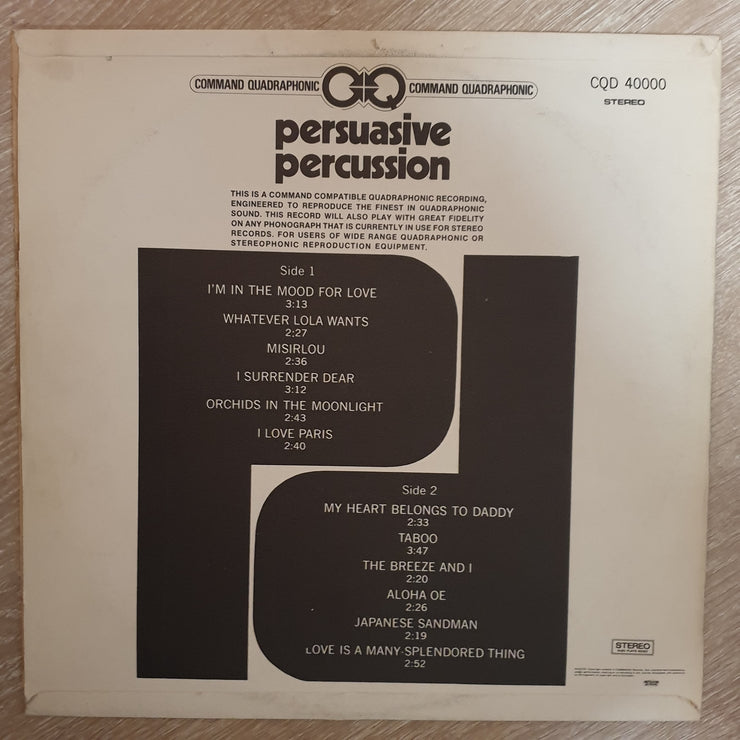 COMMAND QUADRAPHONIC CQ COMMAND QUADRAPHONIC
CQD 40000
STEREO
persuasive
percussion
THIS IS A COMMAND COMPATIBLE QUADRAPHONIC RECORDING,
ENGINEERED TO REPRODUCE THE FINEST IN QUADRAPHONIC
SOUND. THIS RECORD WILL ALSO PLAY WITH GREAT FIDELITY
ON ANY PHONOGRAPH THAT IS CURRENTLY IN USE FOR STEREO
RECORDS. FOR USERS OF WIDE RANGE QUADRAPHONIC OR
STEREOPHONIC REPRODUCTION EQUIPMENT.
Side 1
I'M IN THE MOOD FOR LOVE
3:13
WHATEVER LOLA WANTS
2:27
MISIRLOU
2:36
I SURRENDER DEAR
3:12
ORCHIDS IN THE MOONLIGHT
2:43
I LOVE PARIS
2:40
Side 2
MY HEART BELONGS TO DADDY
2:33
TABOO
3:47
THE BREEZE AND I
2:20
ALOHA OE
2:26
JAPANESE SANDMAN
2:19
LOVE IS A MANY-SPLENDORED THING
2:52
STEREO